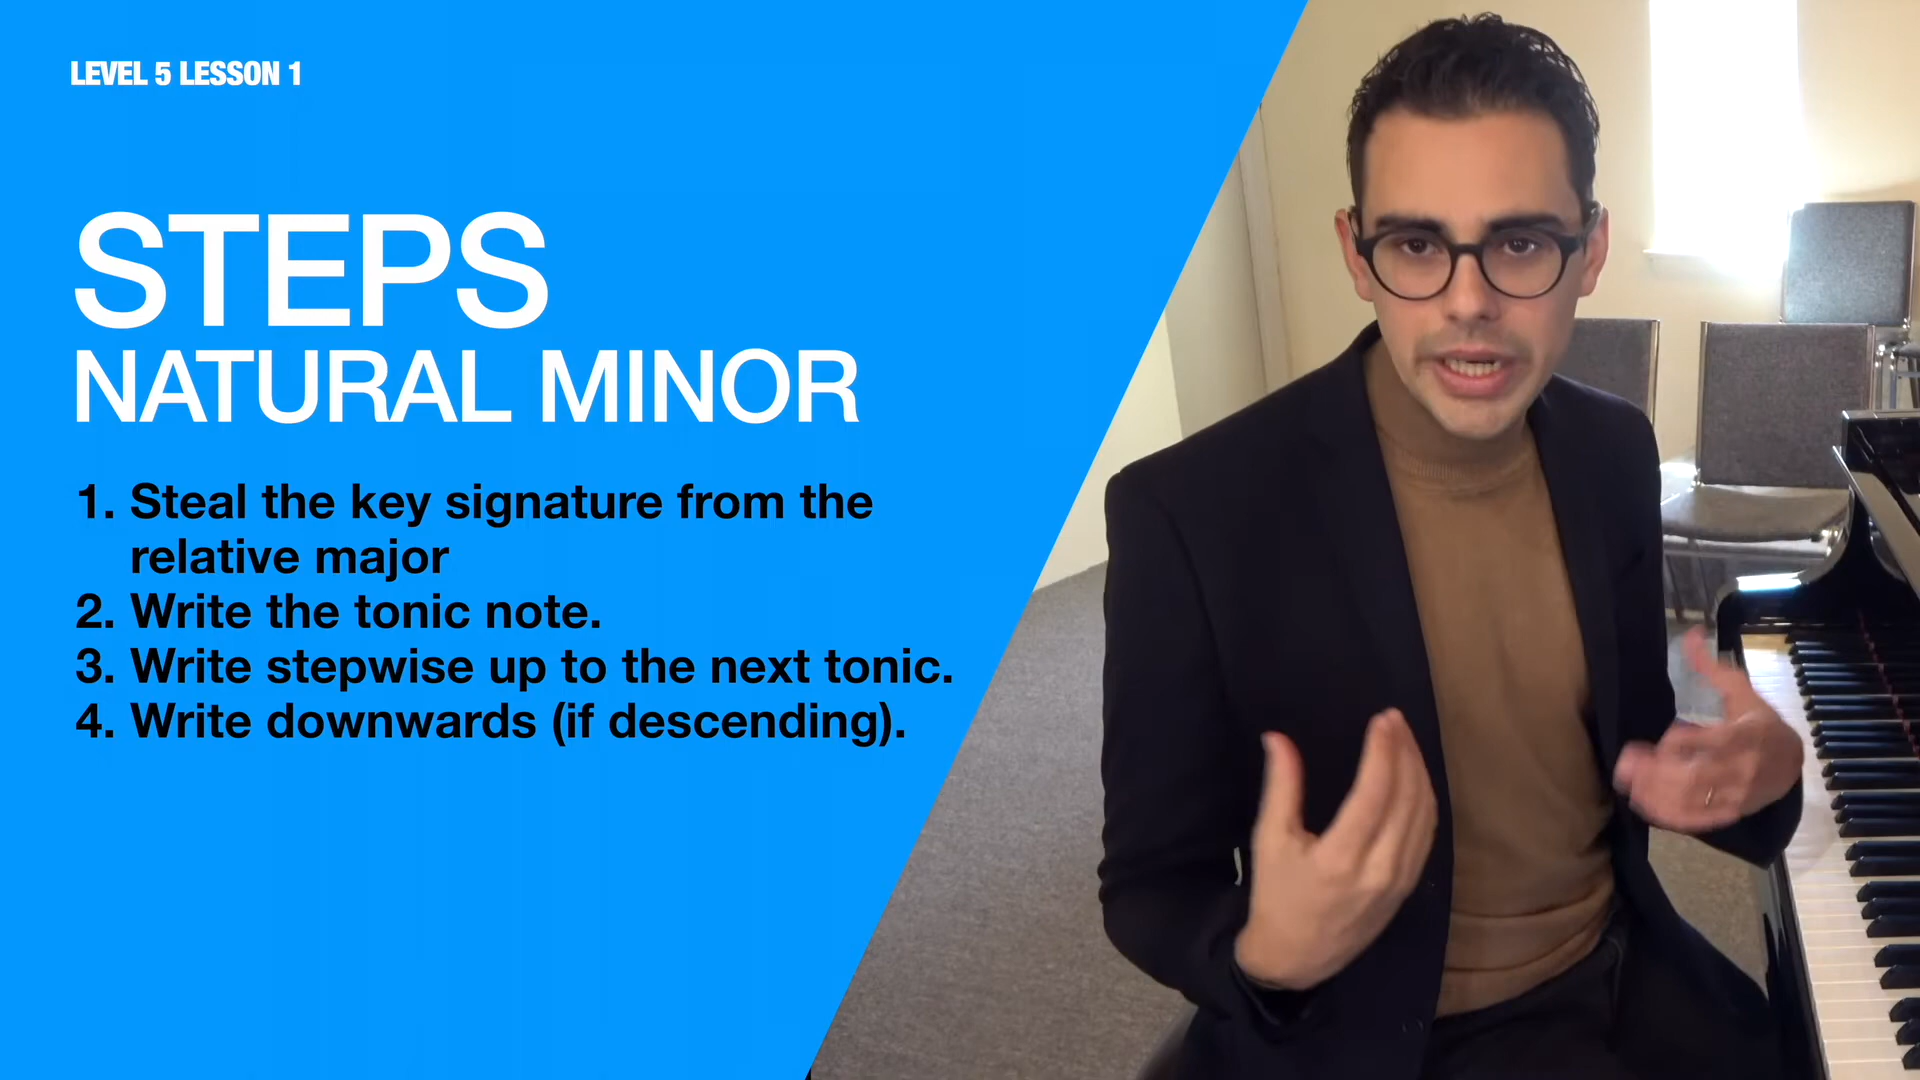 LEVEL 5 LESSON 1
STEPS
NATURAL MINOR
1. Steal the key signature from the
relative major
2. Write the tonic note.
3. Write stepwise up to the next tonic.
4. Write downwards (if descending).